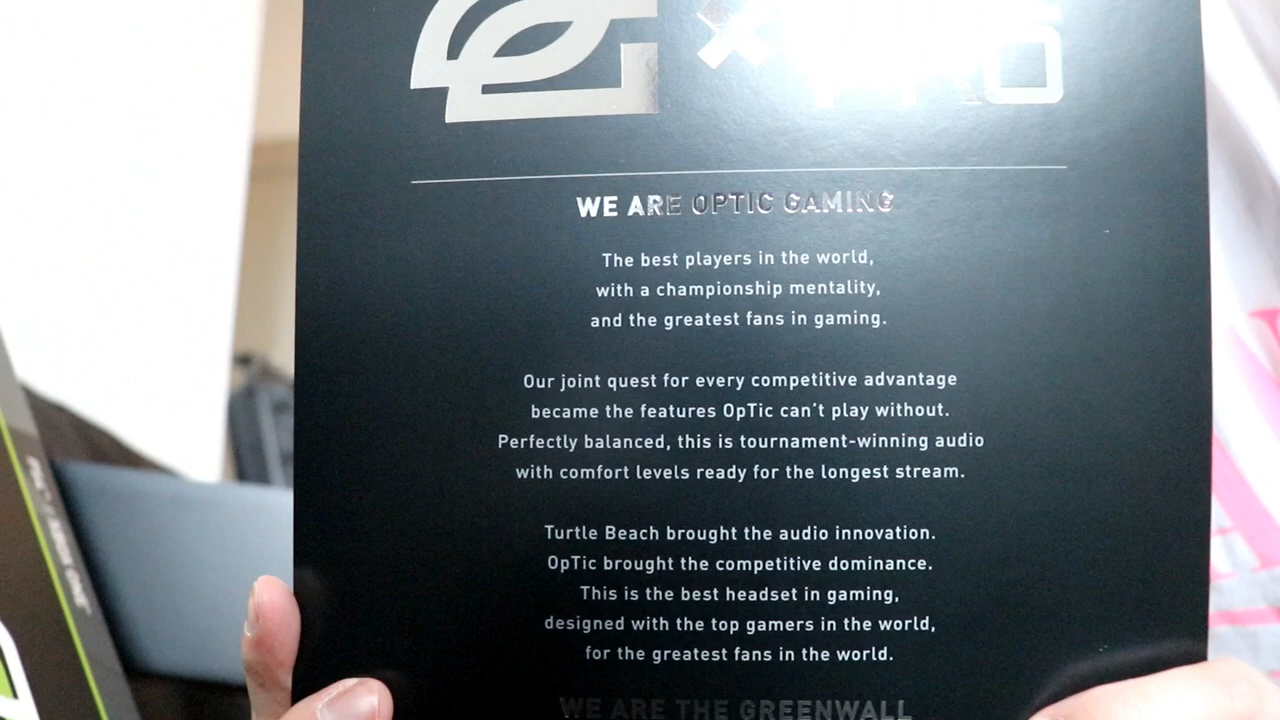 WE ARE OPTIC GAMING
The best players in the world,
with a championship mentality,
and the greatest fans in gaming.
Our joint quest for every competitive advantage
became the features OpTic can't play without.
Perfectly balanced, this is tournament-winning audio
with comfort levels ready for the longest stream.
Turtle Beach brought the audio innovation.
OpTic brought the competitive dominance.
This is the best headset in gaming,
designed with the top gamers in the world,
for the greatest fans in the world.
WE ARE THE GREENWALL